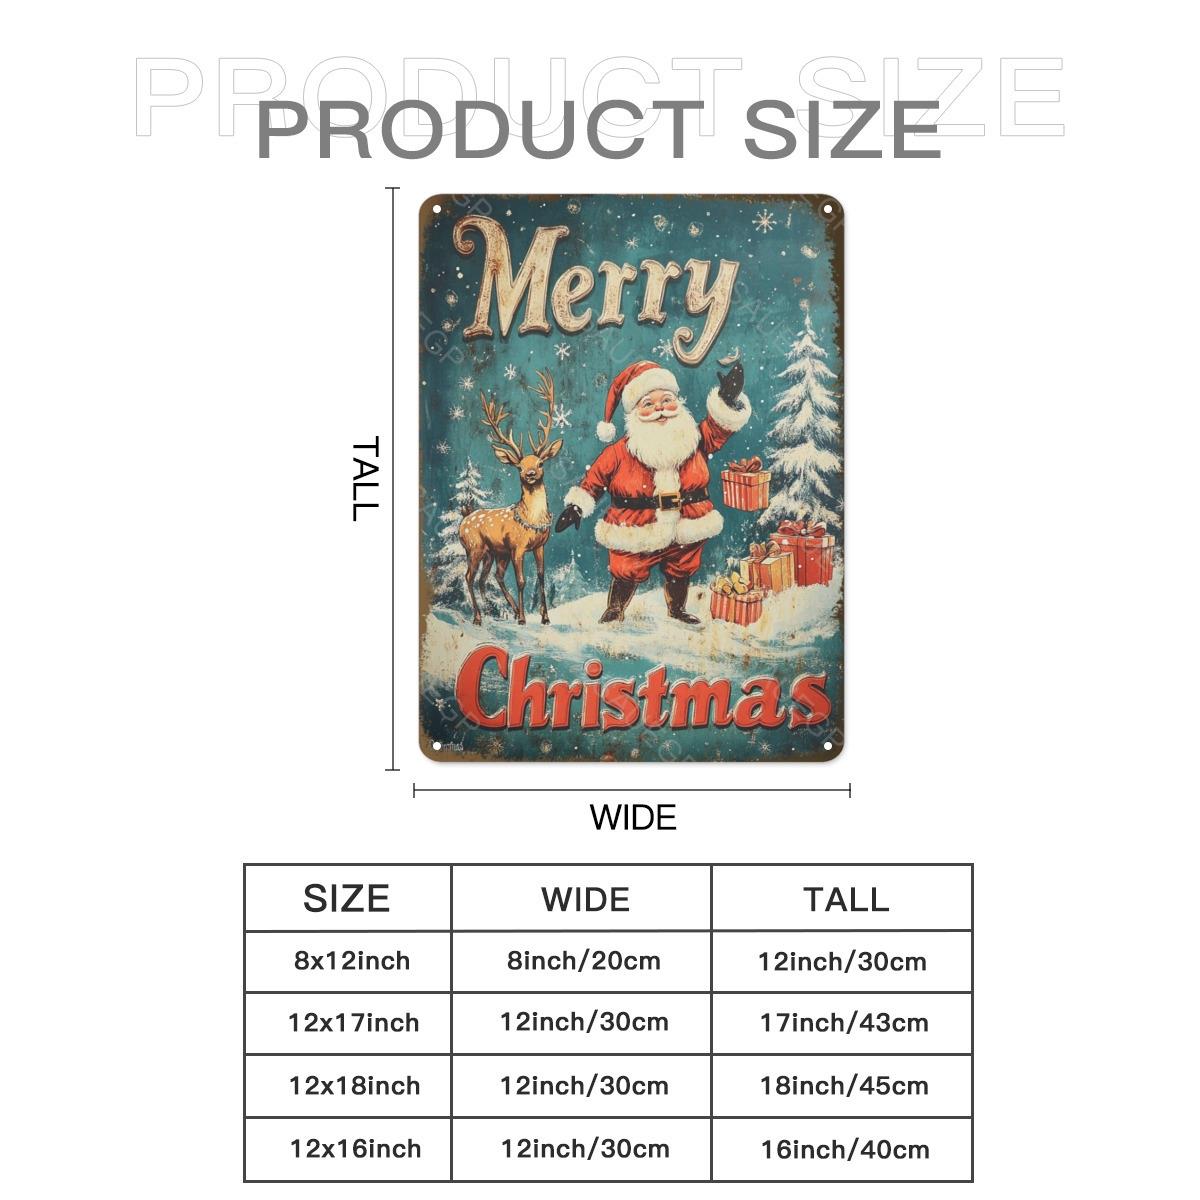 PRODUCT SIZE
PRODUCT SIZE
Merry
Christmas
TALL
WIDE
SIZE WIDE TALL
8x12inch 8inch/20cm 12inch/30cm
12x17inch 12inch/30cm 17inch/43cm
12x18inch 12inch/30cm 18inch/45cm
12x16inch 12inch/30cm 16inch/40cm